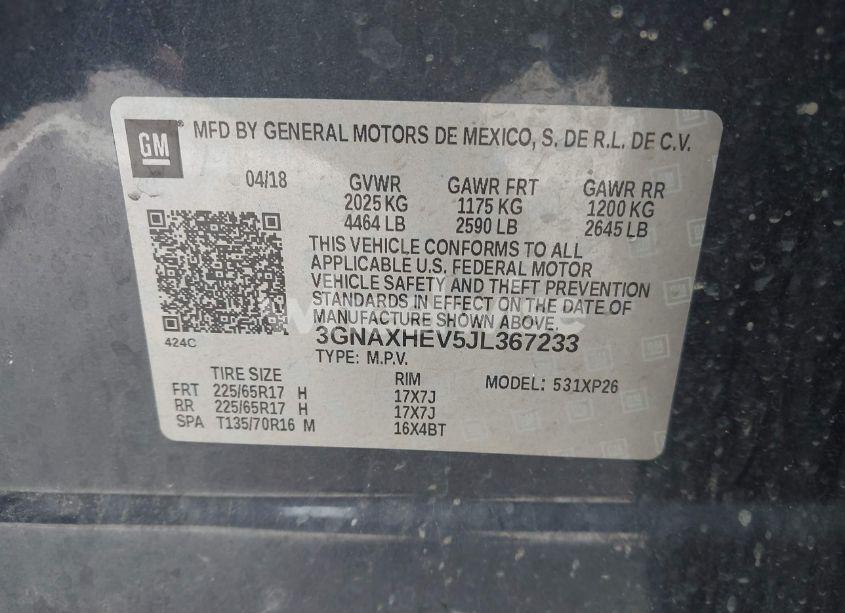 GM
MFD BY GENERAL MOTORS DE MEXICO, S. DE R.L. DE C.V.
04/18 GVWR GAWR FRT GAWR RR
2025 KG 1175 KG 1200 KG
4464 LB 2590 LB 2645 LB
THIS VEHICLE CONFORMS TO ALL
APPLICABLE U.S. FEDERAL MOTOR
VEHICLE SAFETY AND THEFT PREVENTION
STANDARDS IN EFFECT ON THE DATE OF
MANUFACTURE SHOWN ABOVE.
424C
3GNAXHEV5JL367233
TYPE: M.P.V.
TIRE SIZE RIM MODEL: 531XP26
FRT 225/65R17 H 17X7J
RR 225/65R17 H 17X7J
SPA T135/70R16 M 16X4BT